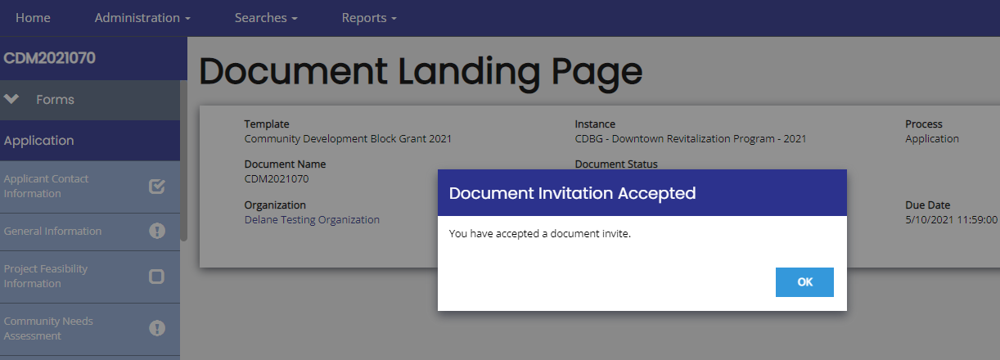 Home Administration Searches Reports
CDM2021070
Forms
Application
Applicant Contact
Information
General Information
Project Feasibility
Information
Community Needs
Assessment
Document Landing Page
Template
Community Development Block Grant 2021
Instance
CDBG - Downtown Revitalization Program - 2021
Process
Application
Document Name
CDM2021070
Document Status
Organization
Delane Testing Organization
Due Date
5/10/2021 11:59:00
Document Invitation Accepted
You have accepted a document invite.
OK